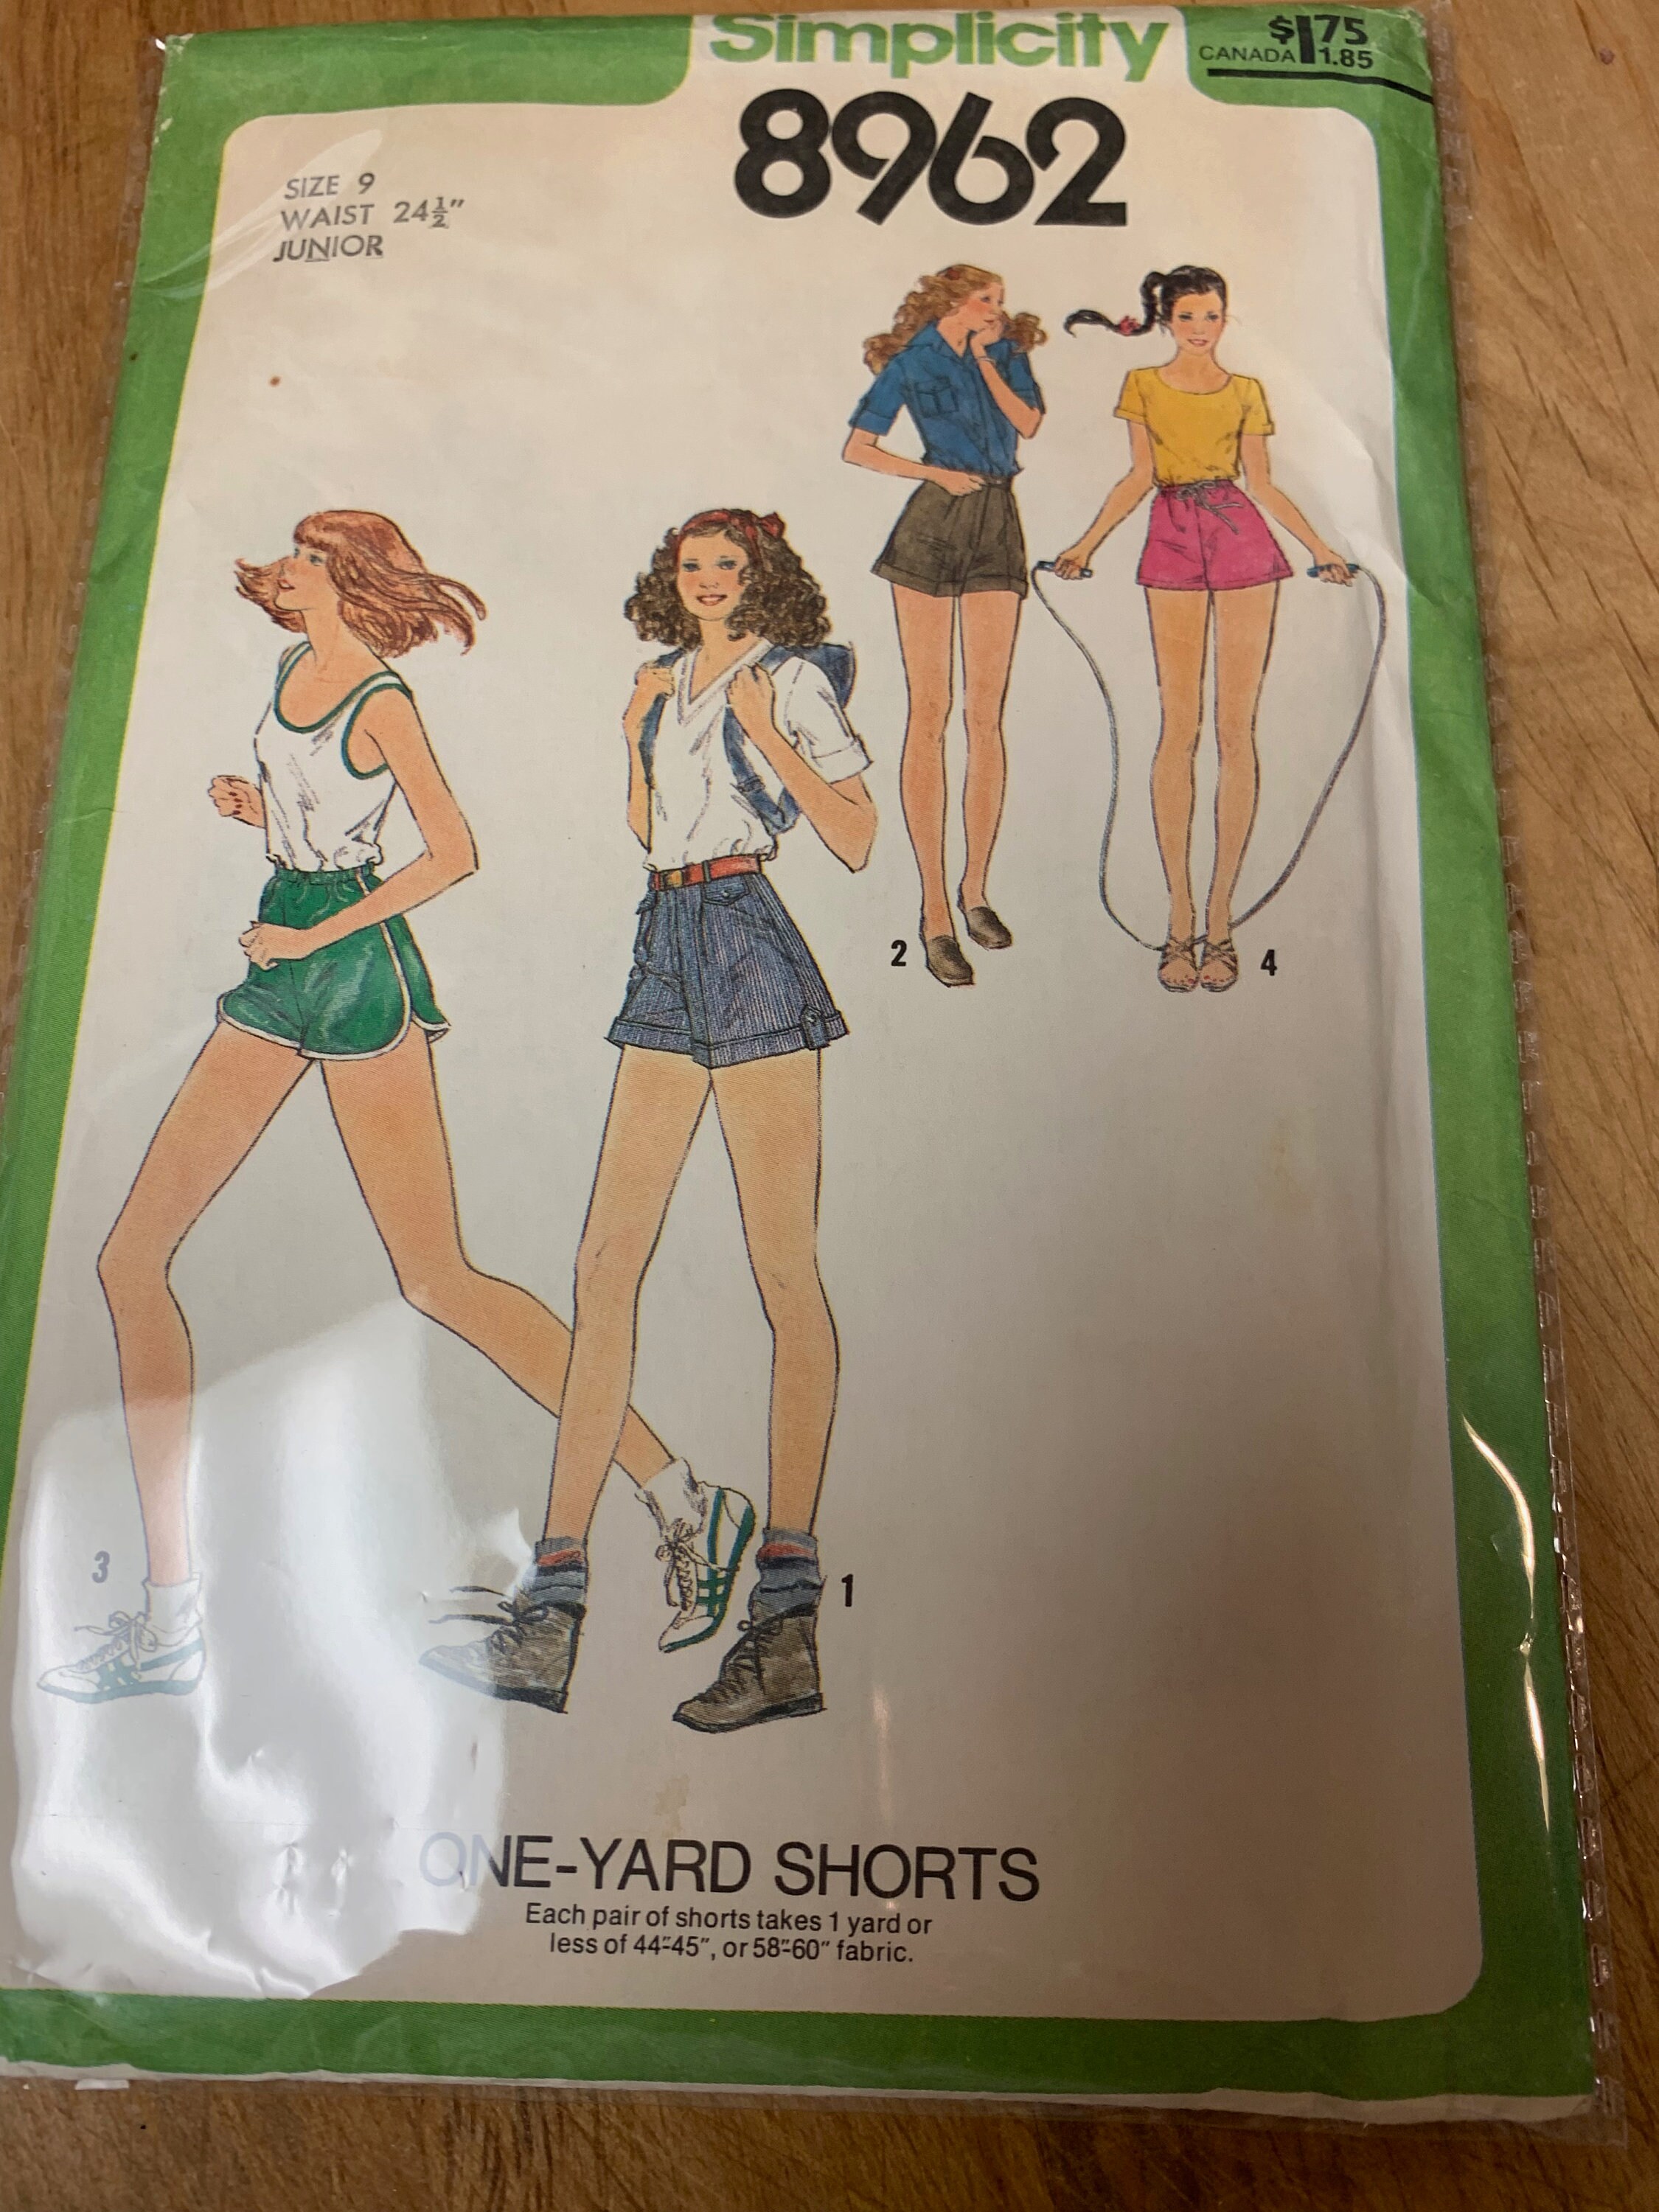 Simplicity
$1.75
CANADA 1.85
8962
SIZE 9
WAIST 24½"
JUNIOR
2
4
3
1
ONE-YARD SHORTS
Each pair of shorts takes 1 yard or
less of 44"-45", or 58"-60" fabric.